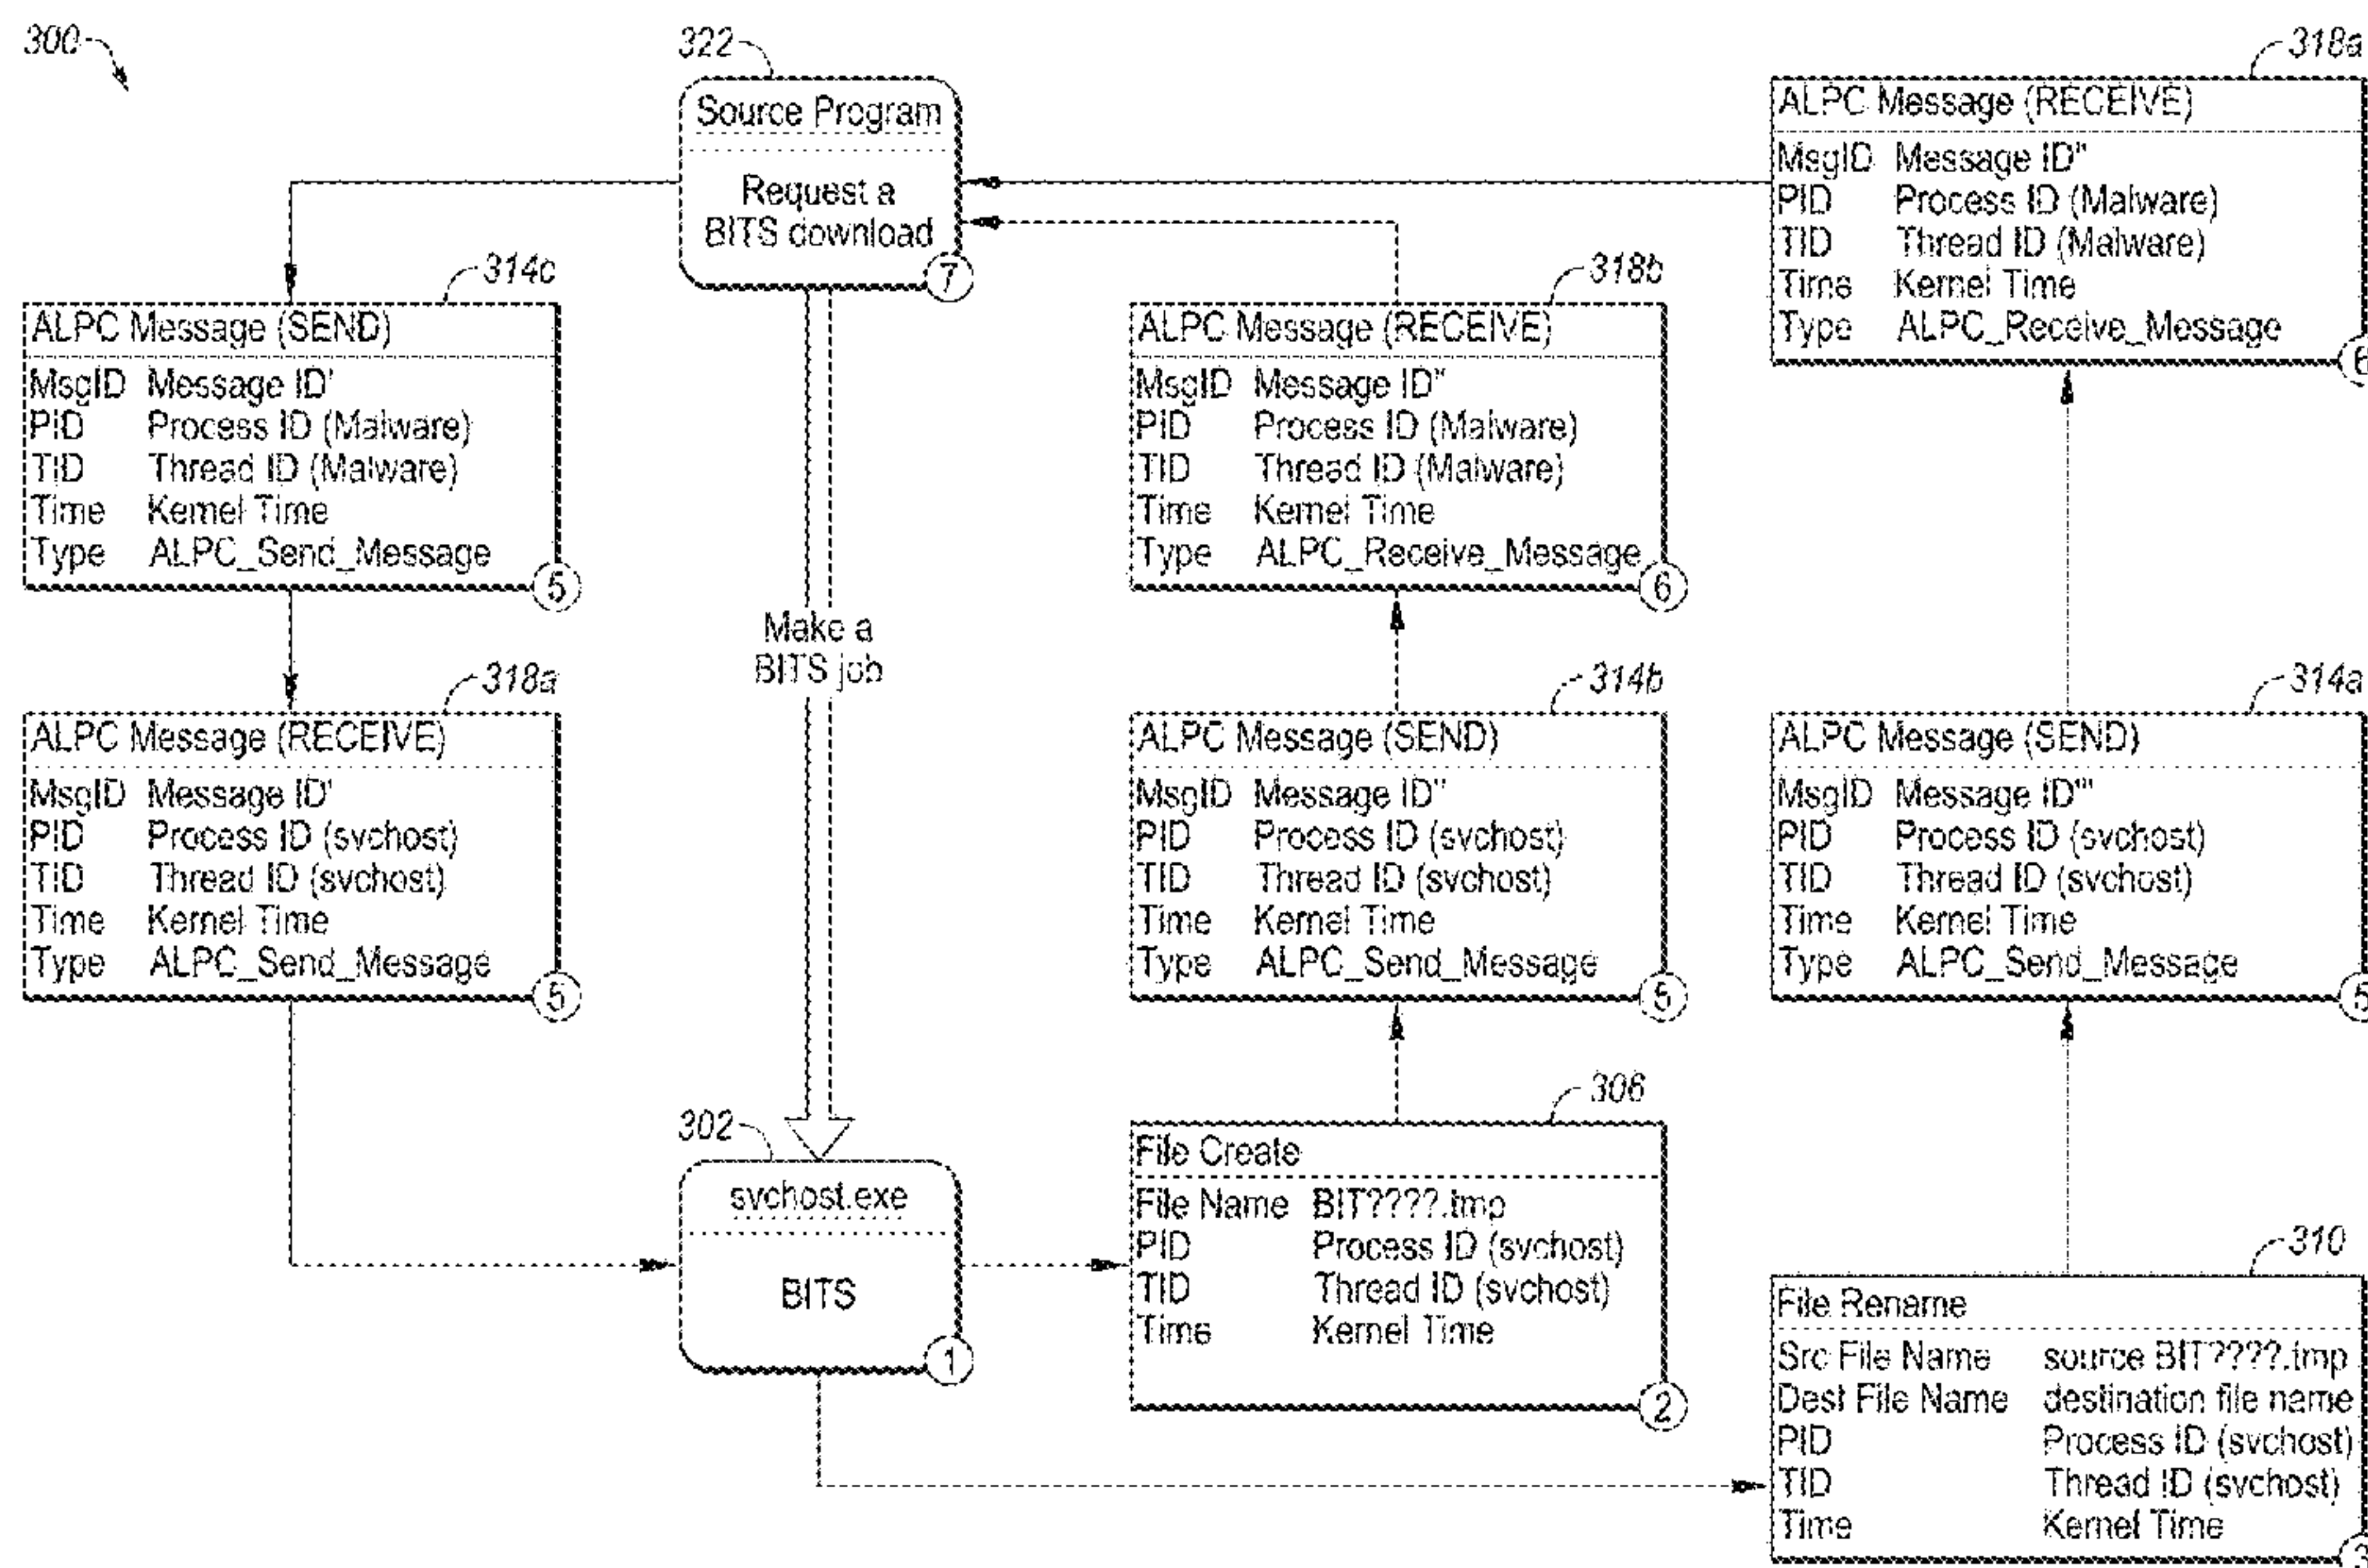 300
322
Source Program
Request a
BITS download
7
318a
ALPC Message (RECEIVE)
MsgID Message ID"
PID Process ID (Malware)
TID Thread ID (Malware)
Time Kernel Time
Type ALPC_Receive_Message
6
314c
ALPC Message (SEND)
MsgID Message ID'
PID Process ID (Malware)
TID Thread ID (Malware)
Time Kernel Time
Type ALPC_Send_Message
5
318b
ALPC Message (RECEIVE)
MsgID Message ID"
PID Process ID (Malware)
TID Thread ID (Malware)
Time Kernel Time
Type ALPC_Receive_Message
6
Make a
BITS job
318a
ALPC Message (RECEIVE)
MsgID Message ID'
PID Process ID (svchost)
TID Thread ID (svchost)
Time Kernel Time
Type ALPC_Send_Message
5
314b
ALPC Message (SEND)
MsgID Message ID"
PID Process ID (svchost)
TID Thread ID (svchost)
Time Kernel Time
Type ALPC_Send_Message
5
314a
ALPC Message (SEND)
MsgID Message ID'"
PID Process ID (svchost)
TID Thread ID (svchost)
Time Kernel Time
Type ALPC_Send_Message
5
302
svchost.exe
BITS
1
306
File Create
File Name BIT????.tmp
PID Process ID (svchost)
TID Thread ID (svchost)
Time Kernel Time
2
310
File Rename
Src File Name source BIT????.tmp
Dest File Name destination file name
PID Process ID (svchost)
TID Thread ID (svchost)
Time Kernel Time
3